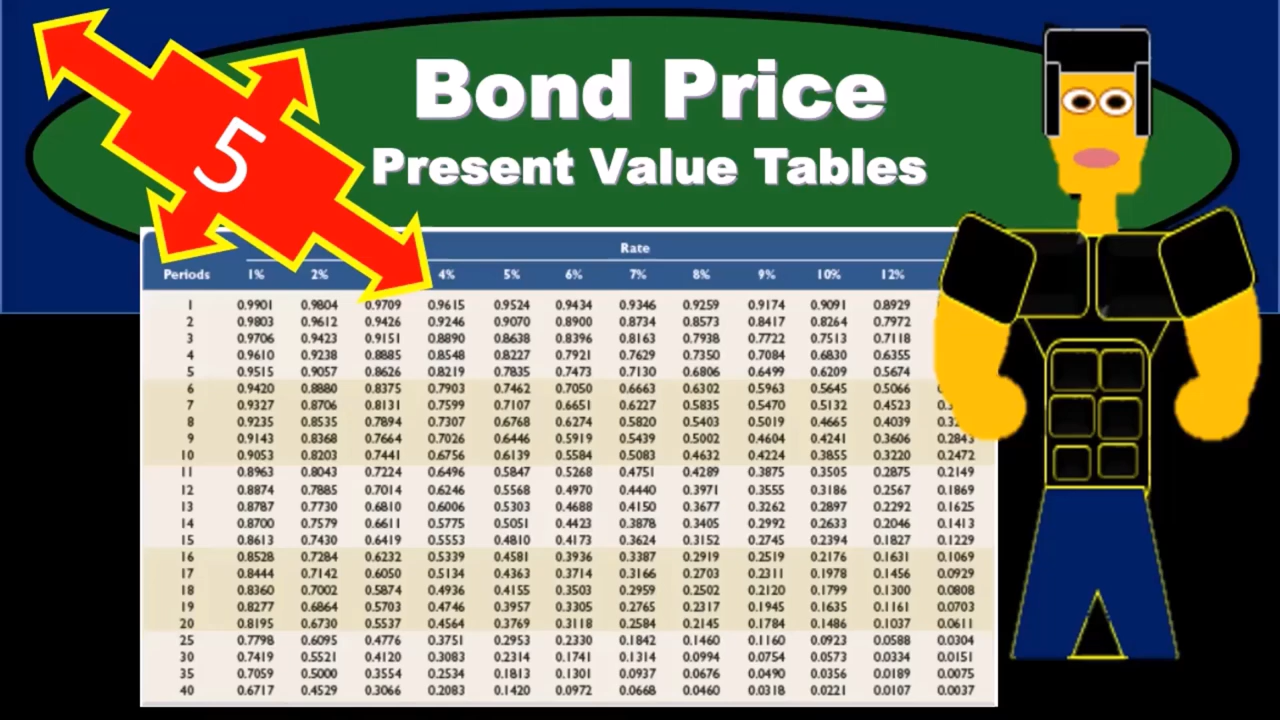 Bond Price
5
Present Value Tables
Rate
Periods 1% 2% 4% 5% 6% 7% 8% 9% 10% 12%
1 0.9901 0.9804 0.9709 0.9615 0.9524 0.9434 0.9346 0.9259 0.9174 0.9091 0.8929
2 0.9803 0.9612 0.9426 0.9246 0.9070 0.8900 0.8734 0.8573 0.8417 0.8264 0.7972
3 0.9706 0.9423 0.9151 0.8890 0.8638 0.8396 0.8163 0.7938 0.7722 0.7513 0.7118
4 0.9610 0.9238 0.8885 0.8548 0.8227 0.7921 0.7629 0.7350 0.7084 0.6830 0.6355
5 0.9515 0.9057 0.8626 0.8219 0.7835 0.7473 0.7130 0.6806 0.6499 0.6209 0.5674
6 0.9420 0.8880 0.8375 0.7903 0.7462 0.7050 0.6663 0.6302 0.5963 0.5645 0.5066
7 0.9327 0.8706 0.8131 0.7599 0.7107 0.6651 0.6227 0.5835 0.5470 0.5132 0.4523
8 0.9235 0.8535 0.7894 0.7307 0.6768 0.6274 0.5820 0.5403 0.5019 0.4665 0.4039
9 0.9143 0.8368 0.7664 0.7026 0.6446 0.5919 0.5439 0.5002 0.4604 0.4241 0.3606 0.2843
10 0.9053 0.8203 0.7441 0.6756 0.6139 0.5584 0.5083 0.4632 0.4224 0.3855 0.3220 0.2472
11 0.8963 0.8043 0.7224 0.6496 0.5847 0.5268 0.4751 0.4289 0.3875 0.3505 0.2875 0.2149
12 0.8874 0.7885 0.7014 0.6246 0.5568 0.4970 0.4440 0.3971 0.3555 0.3186 0.2567 0.1869
13 0.8787 0.7730 0.6810 0.6006 0.5303 0.4688 0.4150 0.3677 0.3262 0.2897 0.2292 0.1625
14 0.8700 0.7579 0.6611 0.5775 0.5051 0.4423 0.3878 0.3405 0.2992 0.2633 0.2046 0.1413
15 0.8613 0.7430 0.6419 0.5553 0.4810 0.4173 0.3624 0.3152 0.2745 0.2394 0.1827 0.1229
16 0.8528 0.7284 0.6232 0.5339 0.4581 0.3936 0.3387 0.2919 0.2519 0.2176 0.1631 0.1069
17 0.8444 0.7142 0.6050 0.5134 0.4363 0.3714 0.3166 0.2703 0.2311 0.1978 0.1456 0.0929
18 0.8360 0.7002 0.5874 0.4936 0.4155 0.3503 0.2959 0.2502 0.2120 0.1799 0.1300 0.0808
19 0.8277 0.6864 0.5703 0.4746 0.3957 0.3305 0.2765 0.2317 0.1945 0.1635 0.1161 0.0703
20 0.8195 0.6730 0.5537 0.4564 0.3769 0.3118 0.2584 0.2145 0.1784 0.1486 0.1037 0.0611
25 0.7798 0.6095 0.4776 0.3751 0.2953 0.2330 0.1842 0.1460 0.1160 0.0923 0.0588 0.0304
30 0.7419 0.5521 0.4120 0.3083 0.2314 0.1741 0.1314 0.0994 0.0754 0.0573 0.0334 0.0151
35 0.7059 0.5000 0.3554 0.2534 0.1813 0.1301 0.0937 0.0676 0.0490 0.0356 0.0189 0.0075
40 0.6717 0.4529 0.3066 0.2083 0.1420 0.0972 0.0668 0.0460 0.0318 0.0221 0.0107 0.0037